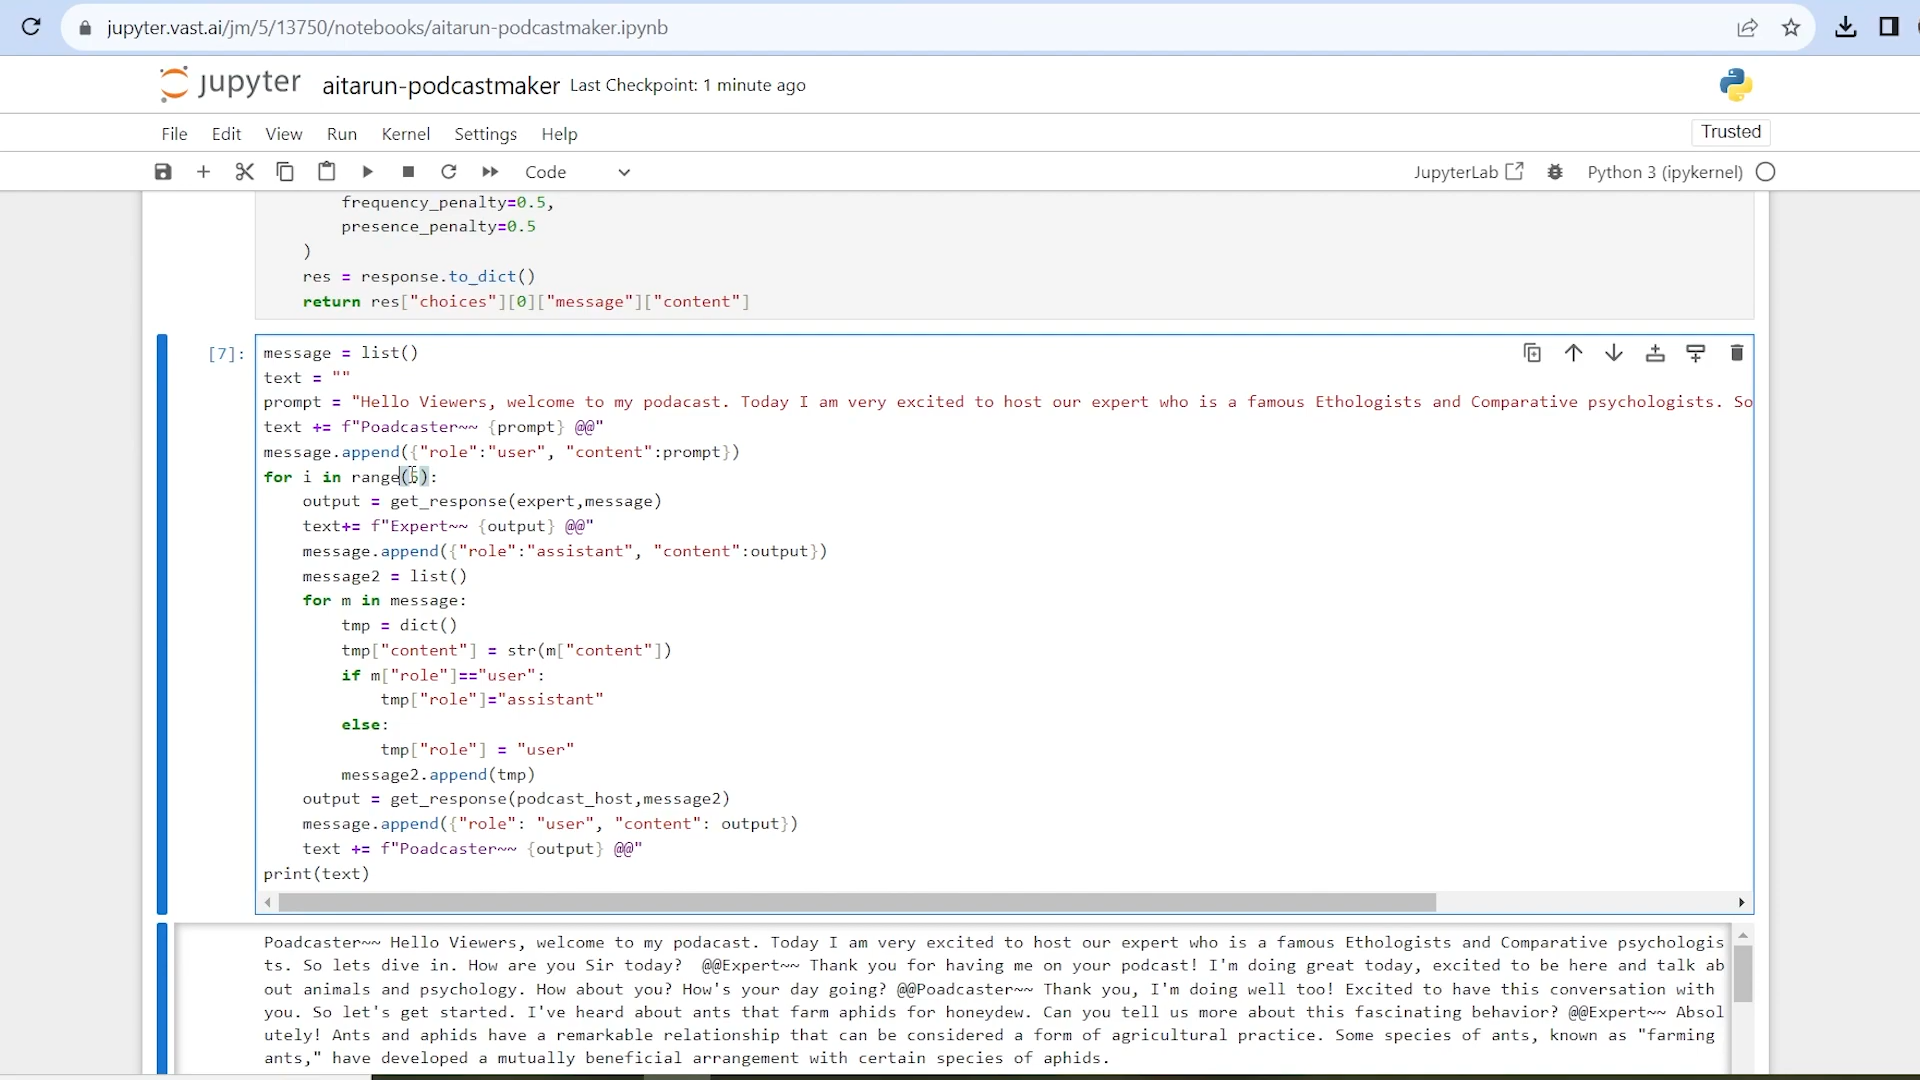 jupyter.vast.ai/jm/5/13750/notebooks/aitarun-podcastmaker.ipynb
jupyter aitarun-podcastmaker Last Checkpoint: 1 minute ago
File Edit View Run Kernel Settings Help Trusted
Code JupyterLab Python 3 (ipykernel)
frequency_penalty=0.5,
presence_penalty=0.5
)
res = response.to_dict()
return res["choices"][0]["message"]["content"]
[7]: message = list()
text = ""
prompt = "Hello Viewers, welcome to my podacast. Today I am very excited to host our expert who is a famous Ethologists and Comparative psychologists. So
text += f"Poadcaster~~ {prompt} @@"
message.append({"role":"user", "content":prompt})
for i in range(5):
output = get_response(expert,message)
text+= f"Expert~~ {output} @@"
message.append({"role":"assistant", "content":output})
message2 = list()
for m in message:
tmp = dict()
tmp["content"] = str(m["content"])
if m["role"]=="user":
tmp["role"]="assistant"
else:
tmp["role"] = "user"
message2.append(tmp)
output = get_response(podcast_host,message2)
message.append({"role": "user", "content": output})
text += f"Poadcaster~~ {output} @@"
print(text)
Poadcaster~~ Hello Viewers, welcome to my podacast. Today I am very excited to host our expert who is a famous Ethologists and Comparative psychologis
ts. So lets dive in. How are you Sir today?  @@Expert~~ Thank you for having me on your podcast! I'm doing great today, excited to be here and talk ab
out animals and psychology. How about you? How's your day going? @@Poadcaster~~ Thank you, I'm doing well too! Excited to have this conversation with
you. So let's get started. I've heard about ants that farm aphids for honeydew. Can you tell us more about this fascinating behavior? @@Expert~~ Absol
utely! Ants and aphids have a remarkable relationship that can be considered a form of agricultural practice. Some species of ants, known as "farming
ants," have developed a mutually beneficial arrangement with certain species of aphids.